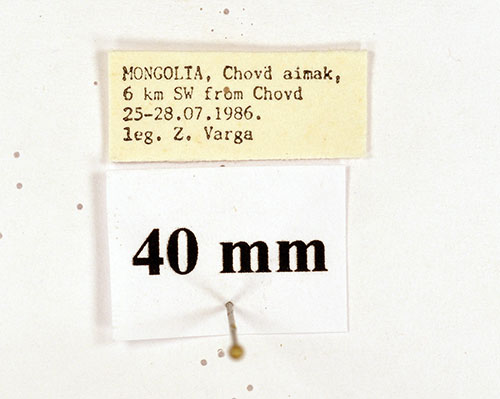 MONGOLIA, Chovd aimak,
6 km SW from Chovd
25-28.07.1986.
leg. Z. Varga
40 mm